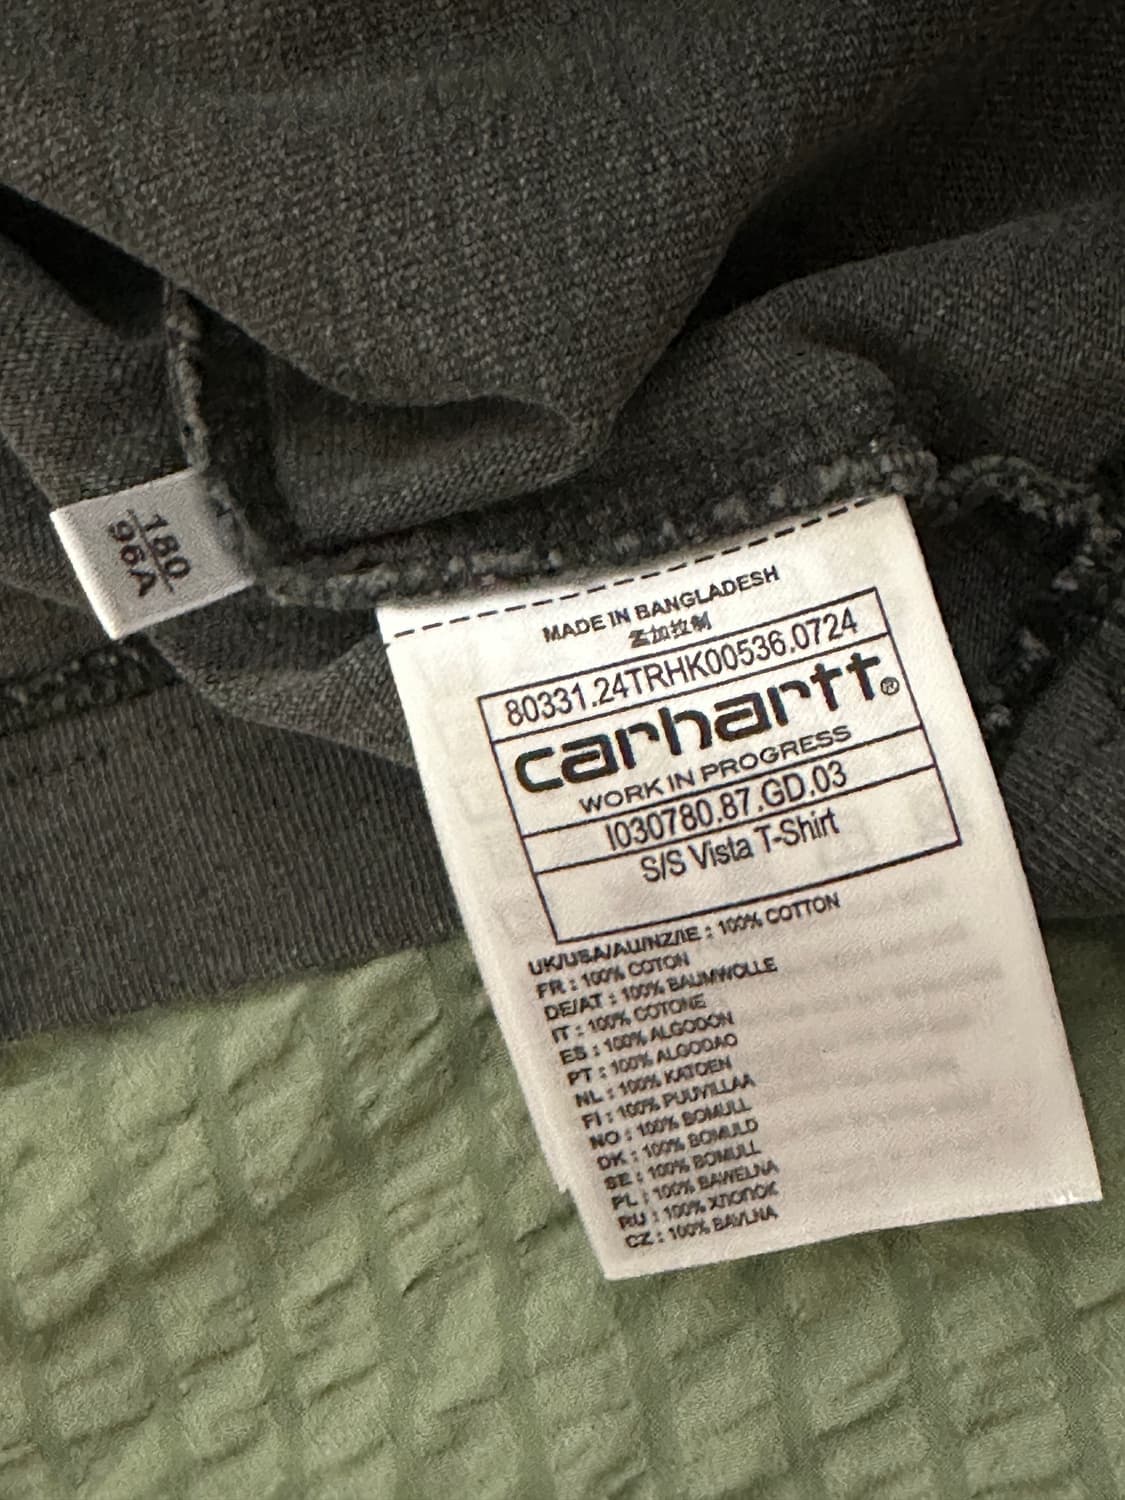 180
96A
MADE IN BANGLADESH
孟加拉制
80331.24TRHK00536.0724
carhartt®
WORK IN PROGRESS
I030780.87.GD.03
S/S Vista T-Shirt
UK/USA/AU/NZ/IE : 100% COTTON
FR : 100% COTON
DE/AT : 100% BAUMWOLLE
IT : 100% COTONE
ES : 100% ALGODON
PT : 100% ALGODAO
NL : 100% KATOEN
FI : 100% PUUVILLAA
NO : 100% BOMULL
DK : 100% BOMULD
SE : 100% BOMULL
PL : 100% BAWELNA
RU : 100% ХЛОПОК
CZ : 100% BAVLNA